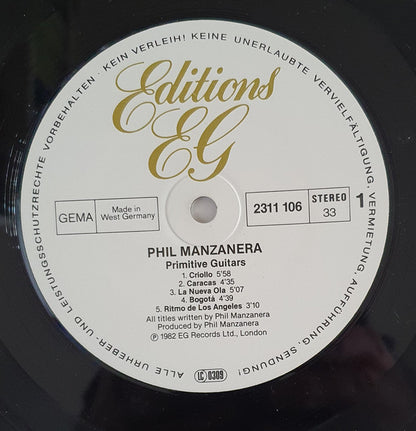 ALLE URHEBER- UND LEISTUNGSSCHUTZRECHTE VORBEHALTEN · KEIN VERLEIH! KEINE UNERLAUBTE VERVIELFÄLTIGUNG, VERMIETUNG, AUFFÜHRUNG, SENDUNG!
Editions
EG
GEMA
Made in
West Germany
2311 106
STEREO
33
1
PHIL MANZANERA
Primitive Guitars
1. Criollo 5'58
2. Caracas 4'35
3. La Nueva Ola 5'07
4. Bogotá 4'39
5. Ritmo de Los Angeles 3'10
All titles written by Phil Manzanera
Produced by Phil Manzanera
℗ 1982 EG Records Ltd., London
LC 0309